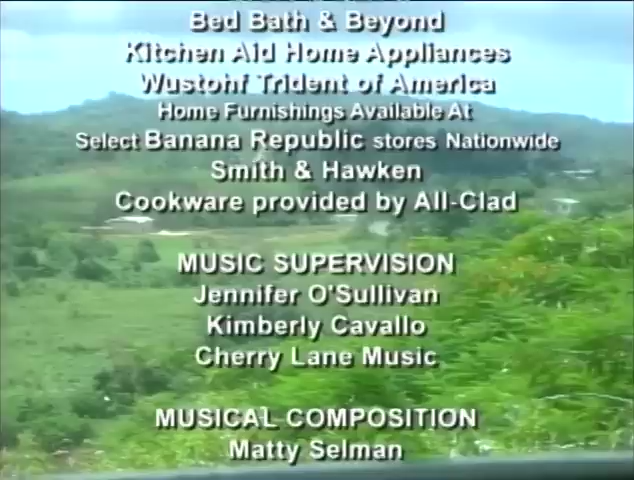 Bed Bath & Beyond
Kitchen Aid Home Appliances
Wustohf Trident of America
Home Furnishings Available At
Select Banana Republic stores Nationwide
Smith & Hawken
Cookware provided by All-Clad
MUSIC SUPERVISION
Jennifer O'Sullivan
Kimberly Cavallo
Cherry Lane Music
MUSICAL COMPOSITION
Matty Selman